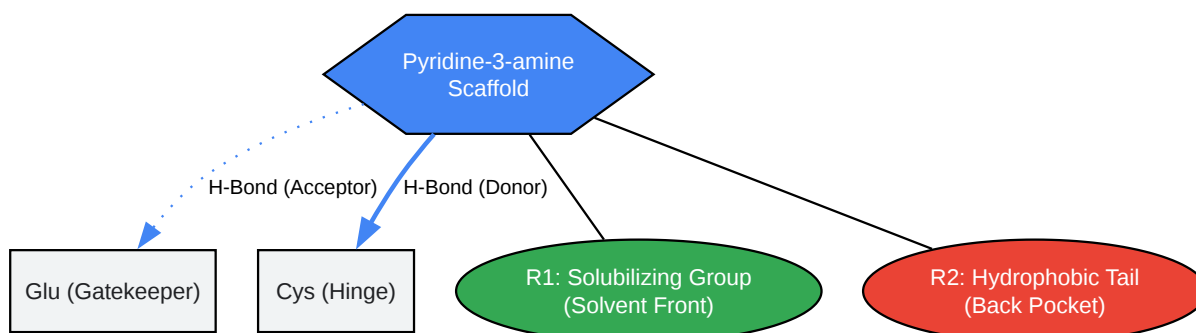 Pyridine-3-amine
Scaffold
H-Bond (Acceptor)
H-Bond (Donor)
Glu (Gatekeeper)
Cys (Hinge)
R1: Solubilizing Group
(Solvent Front)
R2: Hydrophobic Tail
(Back Pocket)